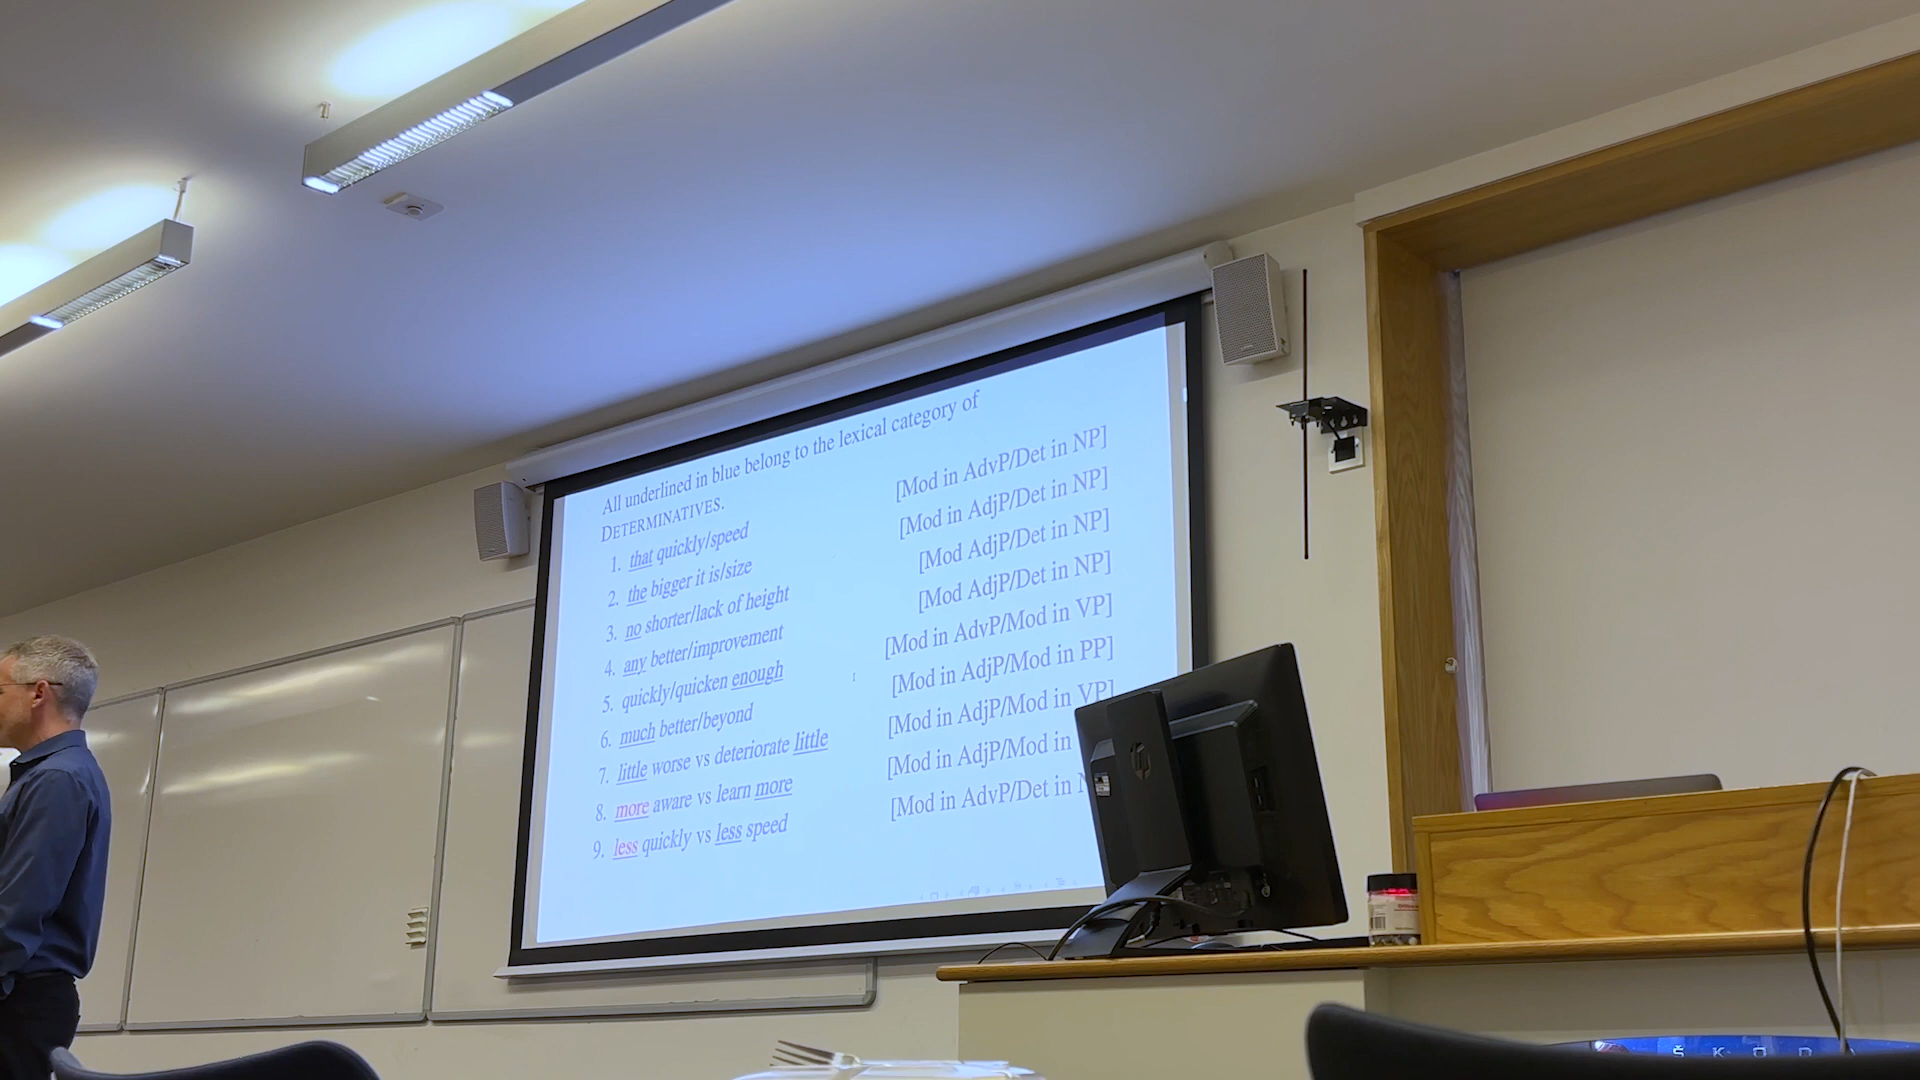 All underlined in blue belong to the lexical category of
DETERMINATIVES.
1. that quickly/speed [Mod in AdvP/Det in NP]
2. the bigger it is/size [Mod in AdjP/Det in NP]
3. no shorter/lack of height [Mod AdjP/Det in NP]
4. any better/improvement [Mod AdjP/Det in NP]
5. quickly/quicken enough [Mod in AdvP/Mod in VP]
6. much better/beyond [Mod in AdjP/Mod in PP]
7. little worse vs deteriorate little [Mod in AdjP/Mod in VP]
8. more aware vs learn more [Mod in AdjP/Mod in
9. less quickly vs less speed [Mod in AdvP/Det in
hp